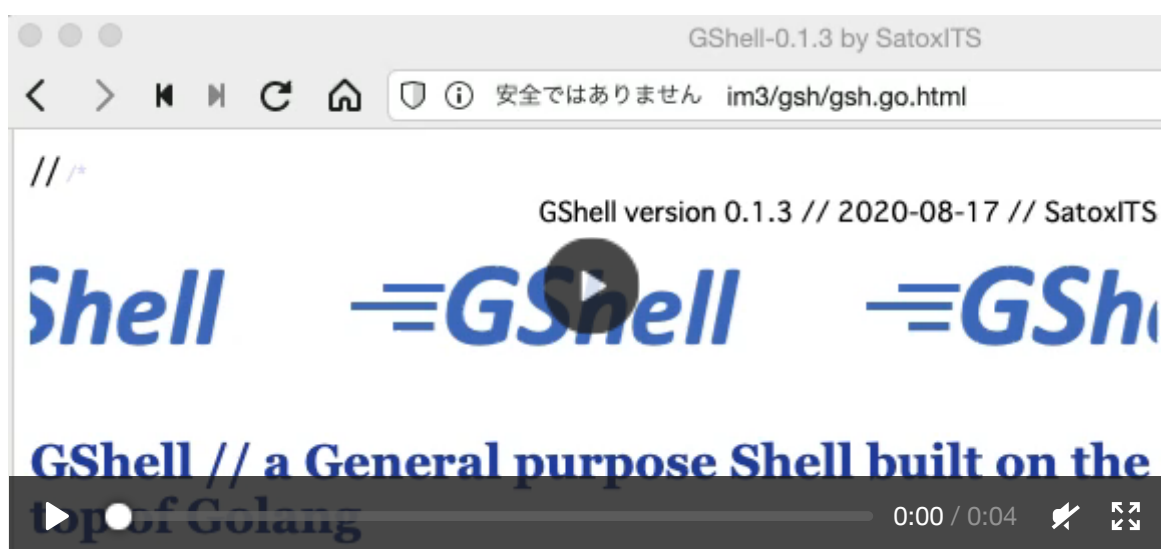 GShell-0.1.3 by SatoxITS
安全ではありません im3/gsh/gsh.go.html
// /*
GShell version 0.1.3 // 2020-08-17 // SatoxITS
Shell GShell GSh
GShell // a General purpose Shell built on the
top of Golang
0:00 / 0:04